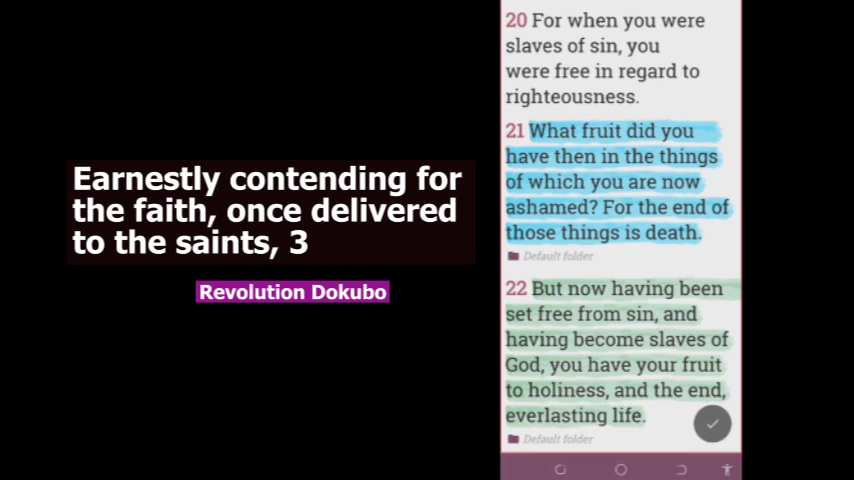 Earnestly contending for
the faith, once delivered
to the saints, 3
Revolution Dokubo
20 For when you were
slaves of sin, you
were free in regard to
righteousness.
21 What fruit did you
have then in the things
of which you are now
ashamed? For the end of
those things is death.
Default folder
22 But now having been
set free from sin, and
having become slaves of
God, you have your fruit
to holiness, and the end,
everlasting life.
Default folder